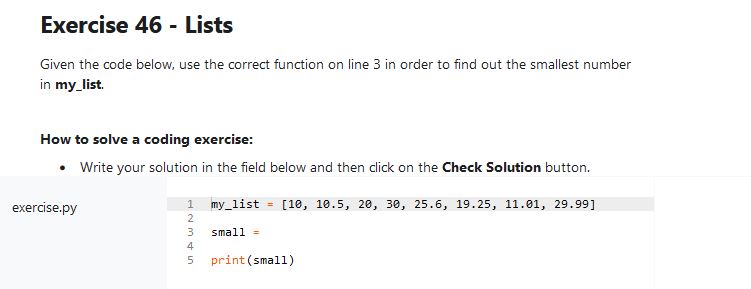 Exercise 46 - Lists
Given the code below, use the correct function on line 3 in order to find out the smallest number
in my_list.
How to solve a coding exercise:
• Write your solution in the field below and then click on the Check Solution button.
exercise.py
1 my_list = [10, 10.5, 20, 30, 25.6, 19.25, 11.01, 29.99]
2
3 small =
4
5 print(small)